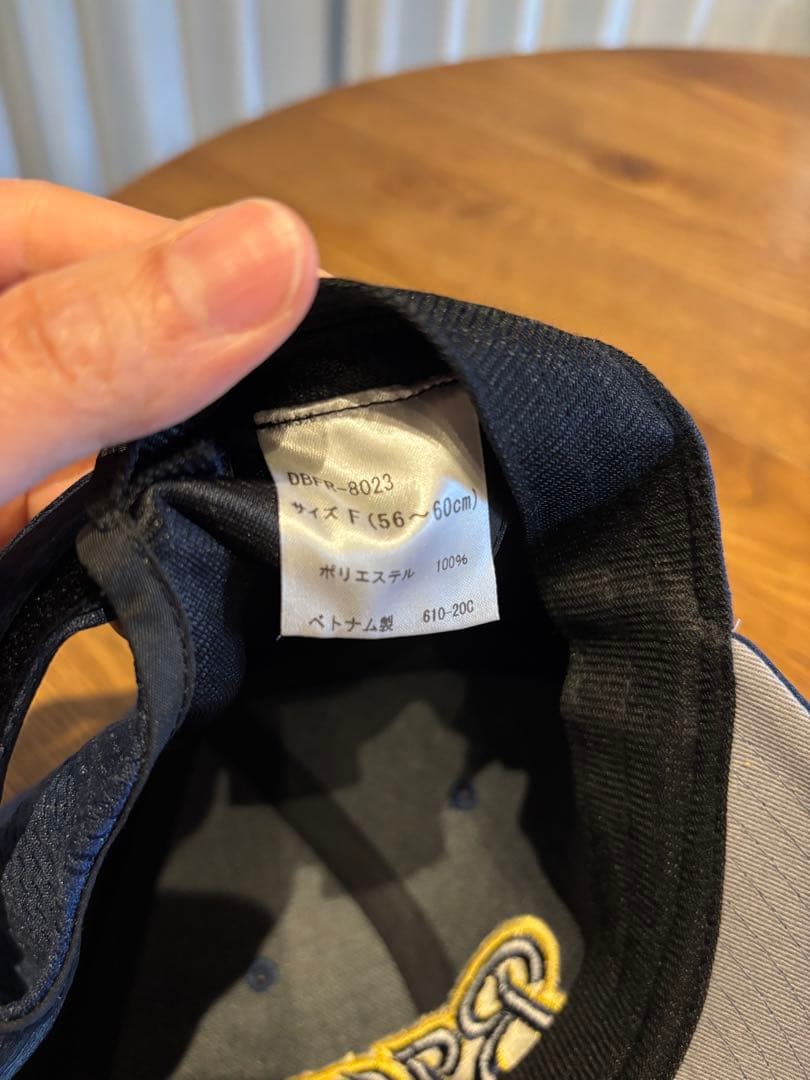 DBFR-8023
サイズ F (56～60cm)
ポリエステル 100%
ベトナム製 610-20C